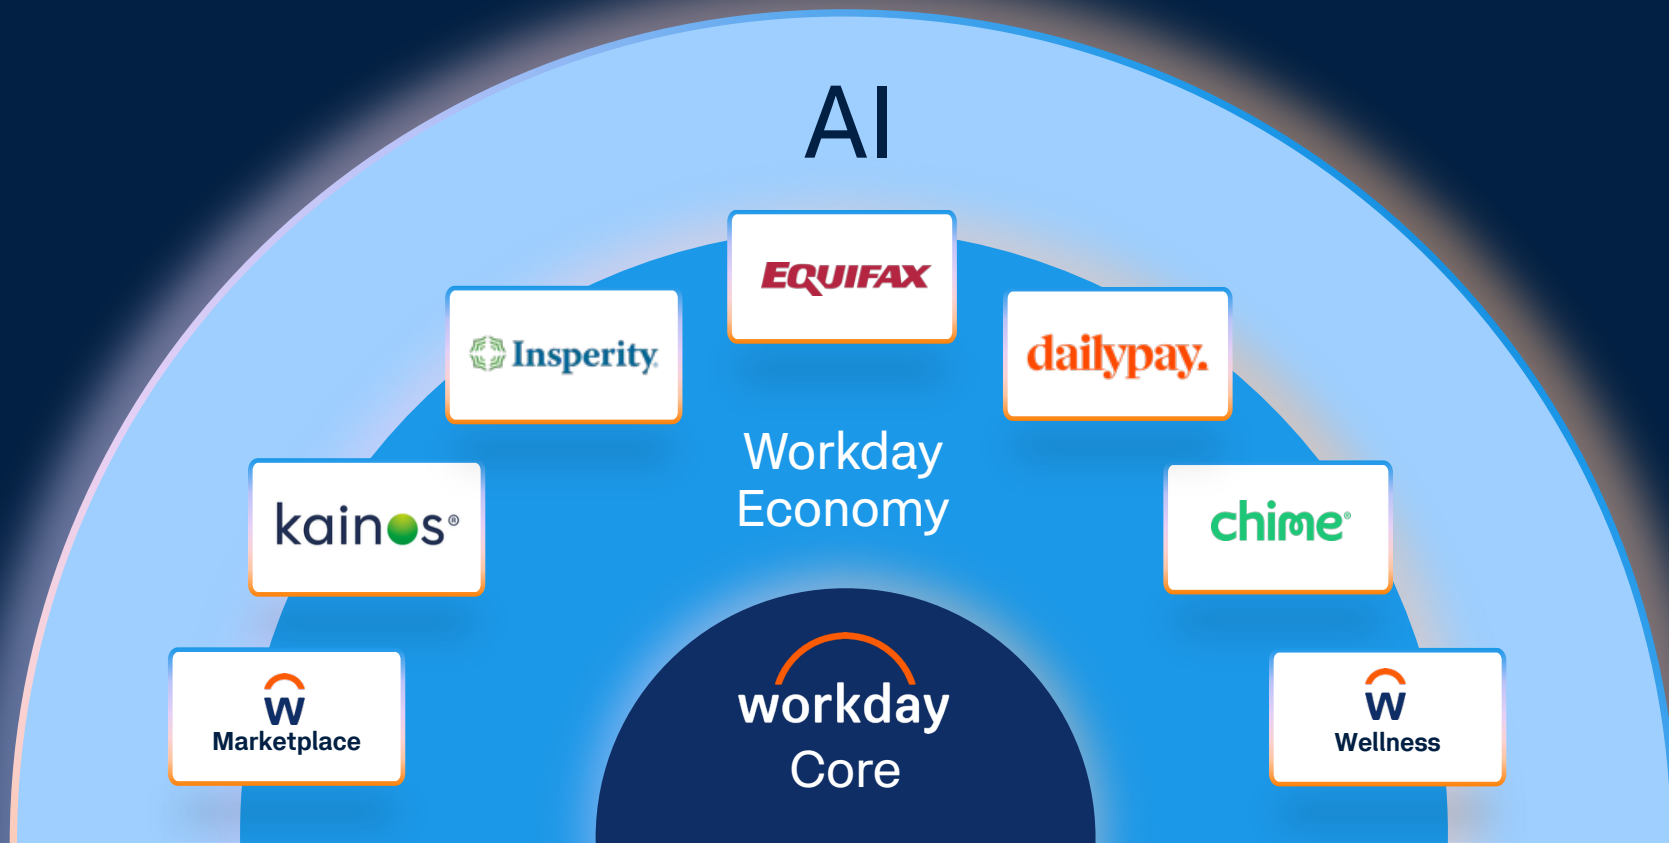 AI
EQUIFAX
Insperity®
dailypay.
Workday
Economy
kainos®
chime®
workday
Core
w
Marketplace
w
Wellness